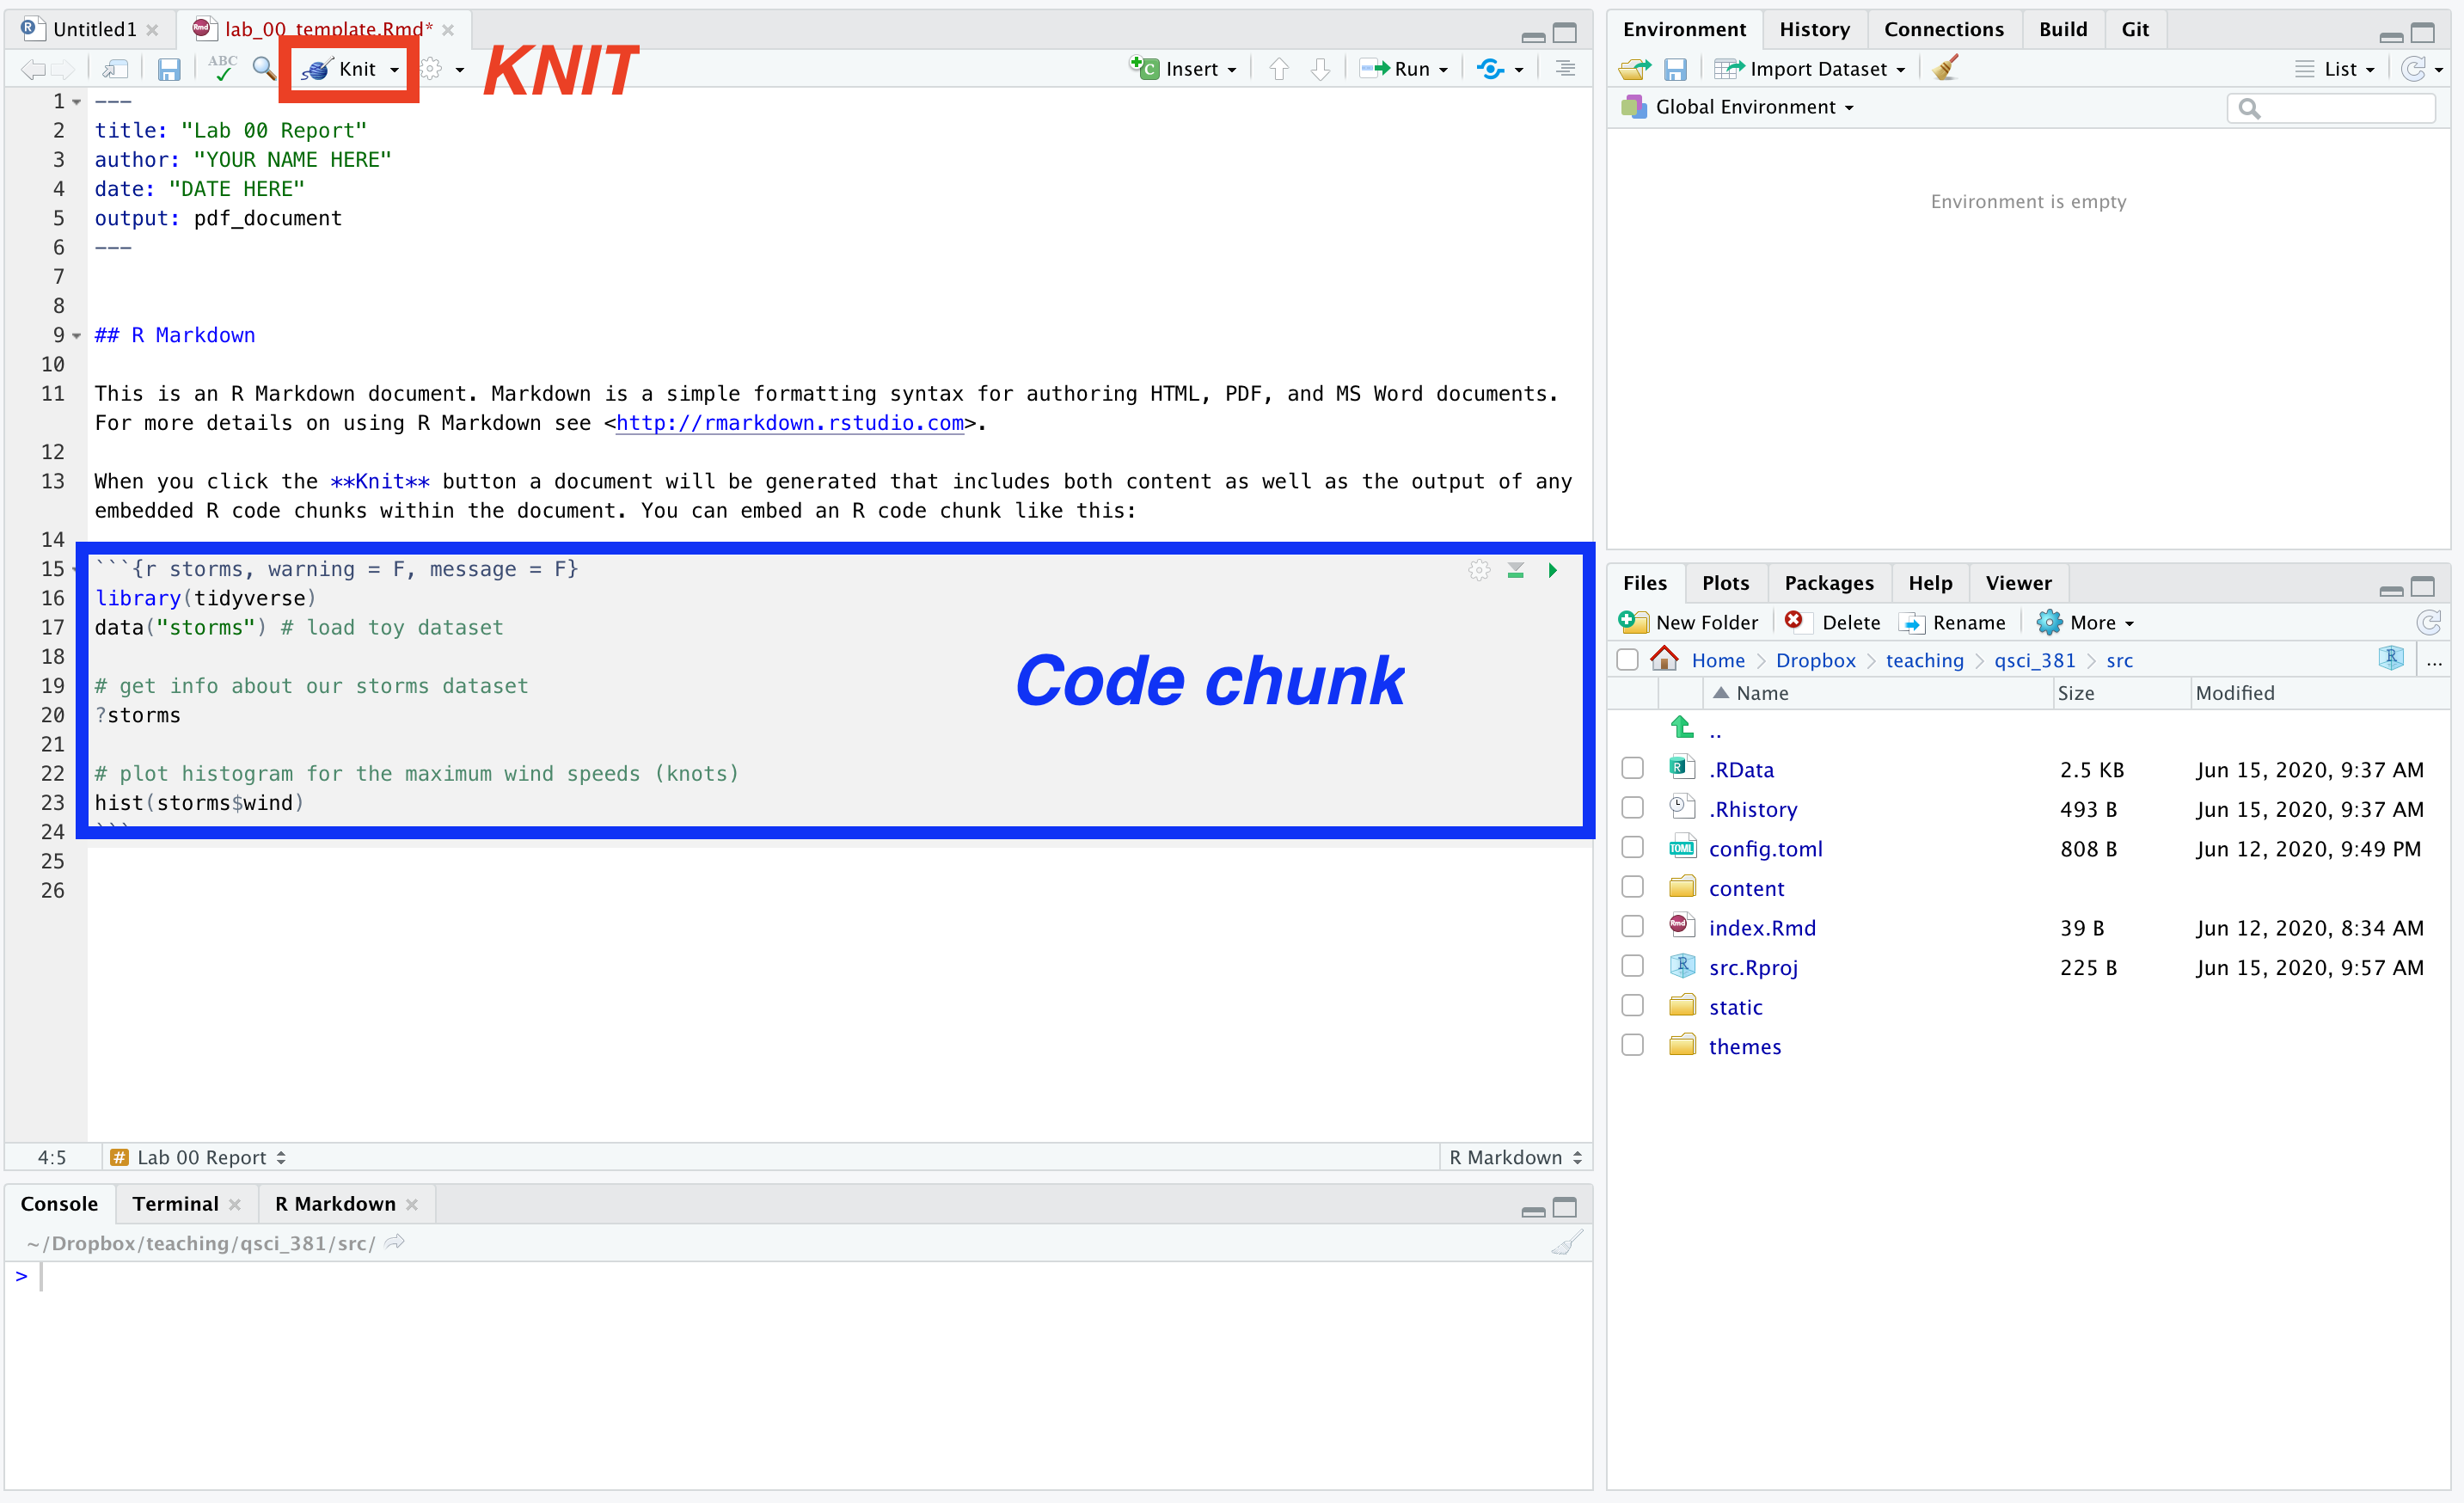 Untitled1
lab_00_template.Rmd*
ABC
Knit
KNIT
Insert
Run
1 ---
2 title: "Lab 00 Report"
3 author: "YOUR NAME HERE"
4 date: "DATE HERE"
5 output: pdf_document
6 ---
7
8
9 ## R Markdown
10
11 This is an R Markdown document. Markdown is a simple formatting syntax for authoring HTML, PDF, and MS Word documents.
For more details on using R Markdown see <http://rmarkdown.rstudio.com>.
12
13 When you click the **Knit** button a document will be generated that includes both content as well as the output of any
embedded R code chunks within the document. You can embed an R code chunk like this:
14
15 ```{r storms, warning = F, message = F}
16 library(tidyverse)
17 data("storms") # load toy dataset
18
19 # get info about our storms dataset
20 ?storms
21
22 # plot histogram for the maximum wind speeds (knots)
23 hist(storms$wind)
24 ```
25
26
Code chunk
4:5 # Lab 00 Report R Markdown
Console Terminal R Markdown
~/Dropbox/teaching/qsci_381/src/
>
Environment History Connections Build Git
Import Dataset List
Global Environment
Environment is empty
Files Plots Packages Help Viewer
New Folder Delete Rename More
Home Dropbox teaching qsci_381 src ...
Name Size Modified
..
.RData 2.5 KB Jun 15, 2020, 9:37 AM
.Rhistory 493 B Jun 15, 2020, 9:37 AM
config.toml 808 B Jun 12, 2020, 9:49 PM
content
index.Rmd 39 B Jun 12, 2020, 8:34 AM
src.Rproj 225 B Jun 15, 2020, 9:57 AM
static
themes